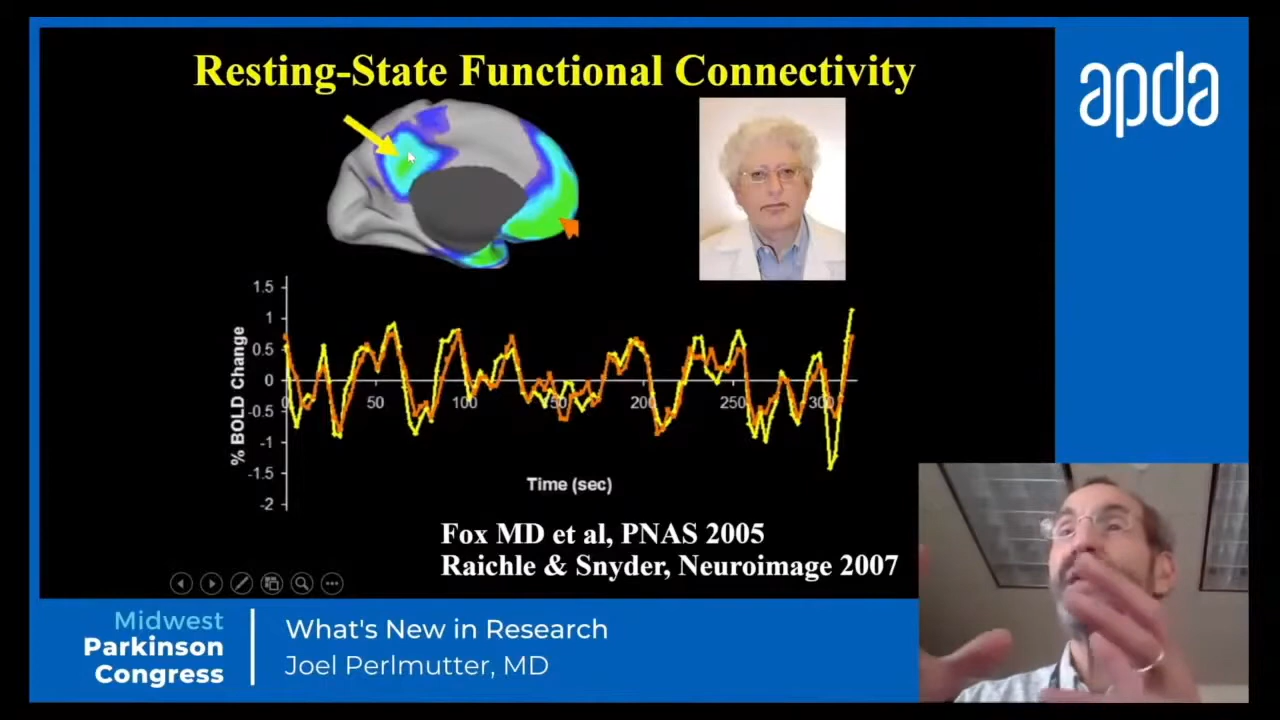 Resting-State Functional Connectivity
apda
1.5
1
0.5
0
-0.5
-1
-1.5
-2
% BOLD Change
0
50
100
150
200
250
300
Time (sec)
Fox MD et al, PNAS 2005
Raichle & Snyder, Neuroimage 2007
Midwest
Parkinson
Congress
What's New in Research
Joel Perlmutter, MD